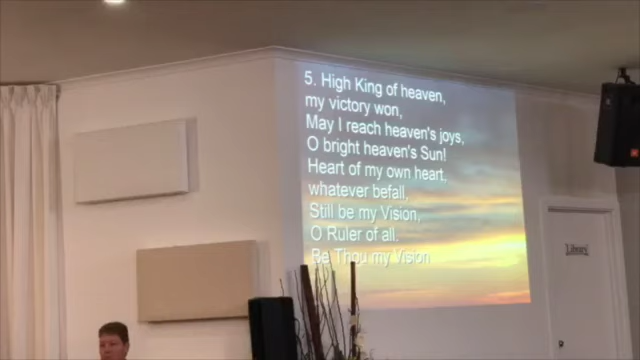 5. High King of heaven,
my victory won,
May I reach heaven's joys,
O bright heaven's Sun!
Heart of my own heart,
whatever befall,
Still be my Vision,
O Ruler of all.
Be Thou my Vision
Library